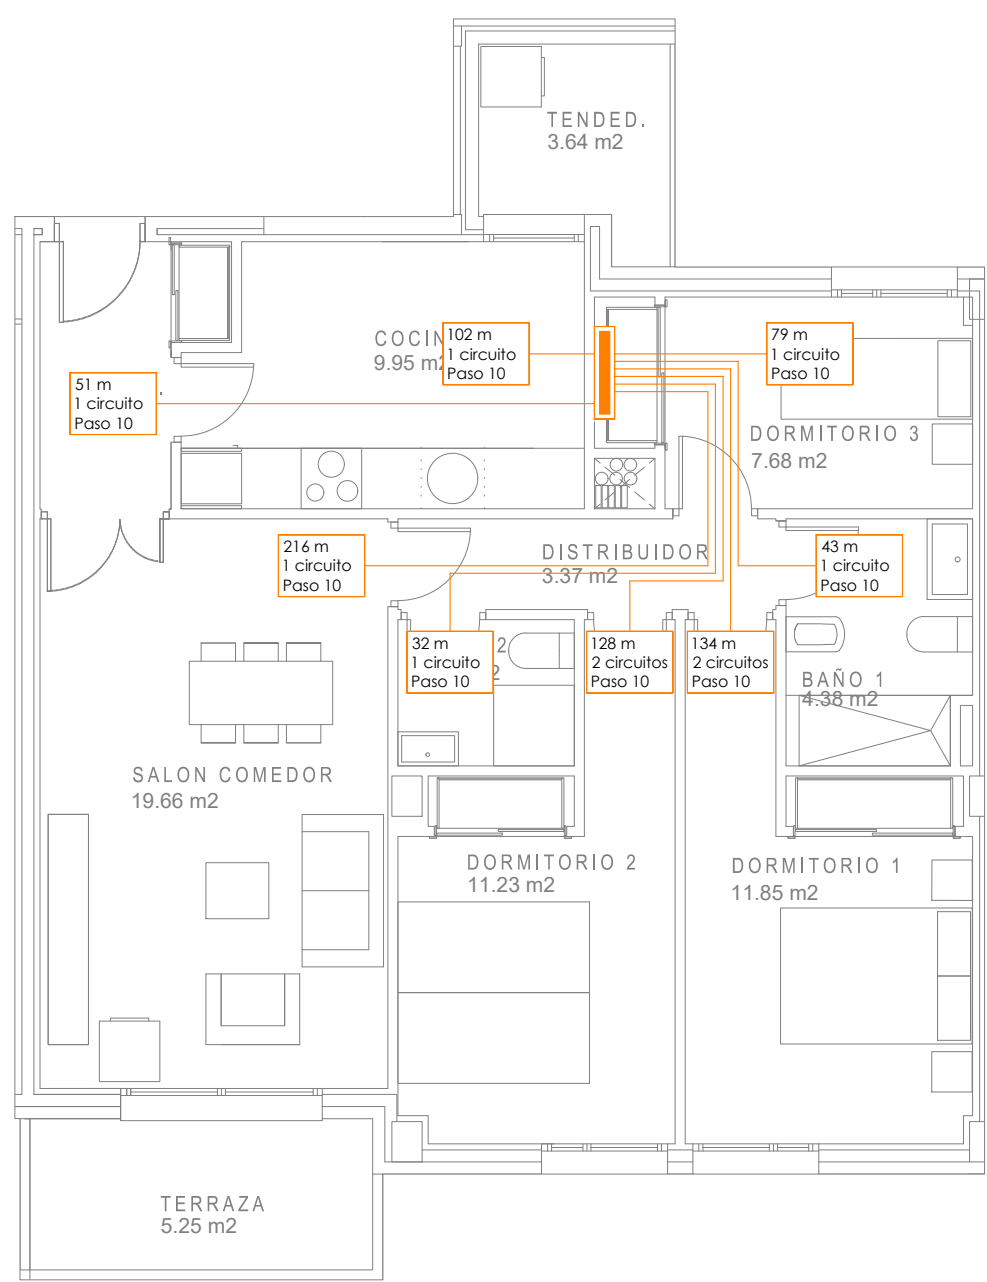 TENDED.
3.64 m2
COCIN
9.95 m2
102 m
1 circuito
Paso 10
79 m
1 circuito
Paso 10
51 m
1 circuito
Paso 10
DORMITORIO 3
7.68 m2
216 m
1 circuito
Paso 10
DISTRIBUIDOR
3.37 m2
43 m
1 circuito
Paso 10
32 m
1 circuito
Paso 10
2
2
128 m
2 circuitos
Paso 10
134 m
2 circuitos
Paso 10
BAÑO 1
4.38 m2
SALON COMEDOR
19.66 m2
DORMITORIO 2
11.23 m2
DORMITORIO 1
11.85 m2
TERRAZA
5.25 m2